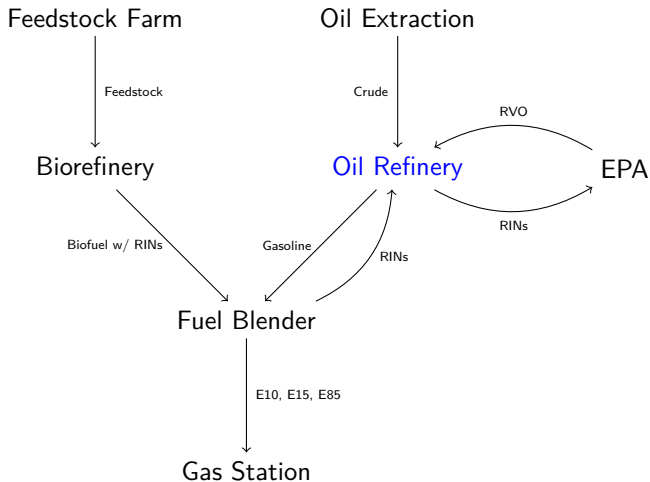 Feedstock Farm
Oil Extraction
Feedstock
Crude
RVO
Biorefinery
Oil Refinery
EPA
RINs
Biofuel w/ RINs
Gasoline
RINs
Fuel Blender
E10, E15, E85
Gas Station